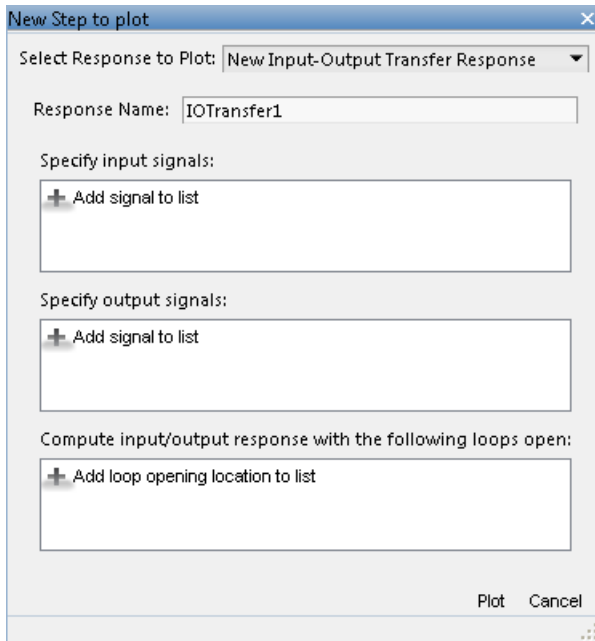 New Step to plot
Select Response to Plot: New Input-Output Transfer Response
Response Name: IOTransfer1
Specify input signals:
Add signal to list
Specify output signals:
Add signal to list
Compute input/output response with the following loops open:
Add loop opening location to list
Plot Cancel